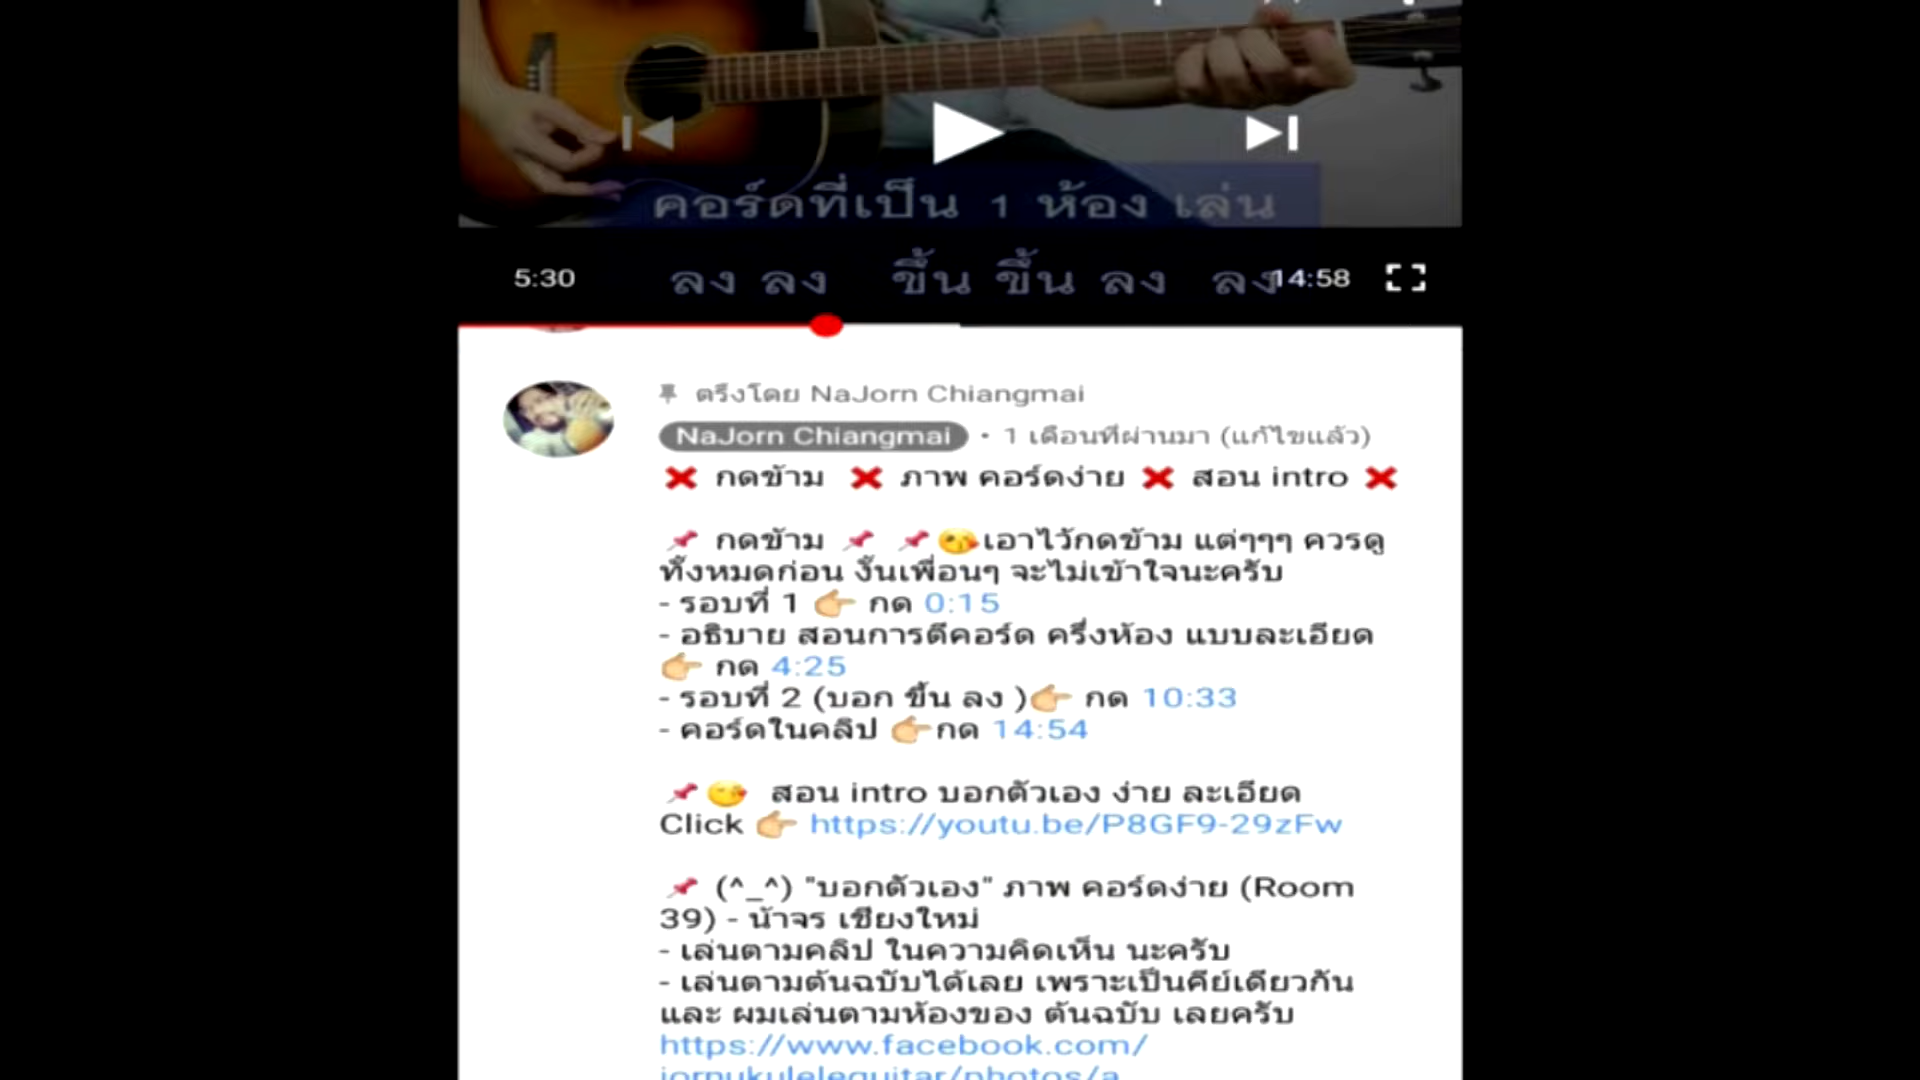 คอร์ดที่เป็น 1 ห้อง เล่น
5:30 ลง ลง ขึ้น ขึ้น ลง ลง 14:58
ตรึงโดย NaJorn Chiangmai
NaJorn Chiangmai • 1 เดือนที่ผ่านมา (แก้ไขแล้ว)
❌ กดข้าม ❌ ภาพ คอร์ดง่าย ❌ สอน intro ❌
📌 กดข้าม 📌 📌😘เอาไว้กดข้าม แต่ๆๆๆ ควรดู
ทั้งหมดก่อน งั้นเพื่อนๆ จะไม่เข้าใจนะครับ
- รอบที่ 1 👉 กด 0:15
- อธิบาย สอนการตีคอร์ด ครึ่งห้อง แบบละเอียด
👉 กด 4:25
- รอบที่ 2 (บอก ขึ้น ลง )👉 กด 10:33
- คอร์ดในคลิป 👉กด 14:54
📌😘 สอน intro บอกตัวเอง ง่าย ละเอียด
Click 👉 https://youtu.be/P8GF9-29zFw
📌 (^_^) "บอกตัวเอง" ภาพ คอร์ดง่าย (Room
39) - น้าจร เชียงใหม่
- เล่นตามคลิป ในความคิดเห็น นะครับ
- เล่นตามต้นฉบับได้เลย เพราะเป็นคีย์เดียวกัน
และ ผมเล่นตามห้องของ ต้นฉบับ เลยครับ
https://www.facebook.com/
jornukuleleguitar/photos/a